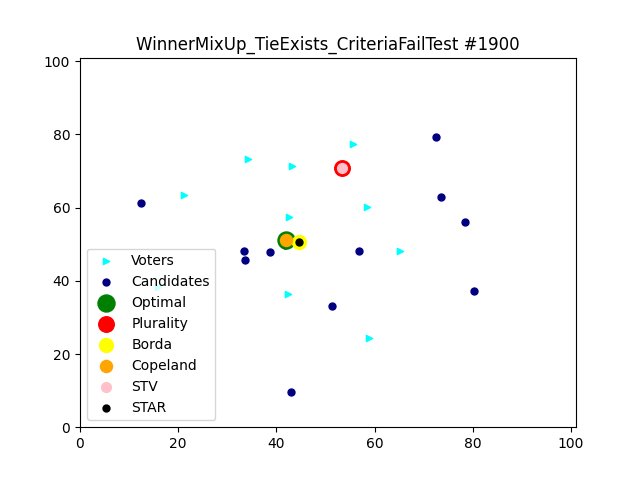 WinnerMixUp_TieExists_CriteriaFailTest #1900
100
80
60
40
20
0
Voters
Candidates
Optimal
Plurality
Borda
Copeland
STV
STAR
0 20 40 60 80 100